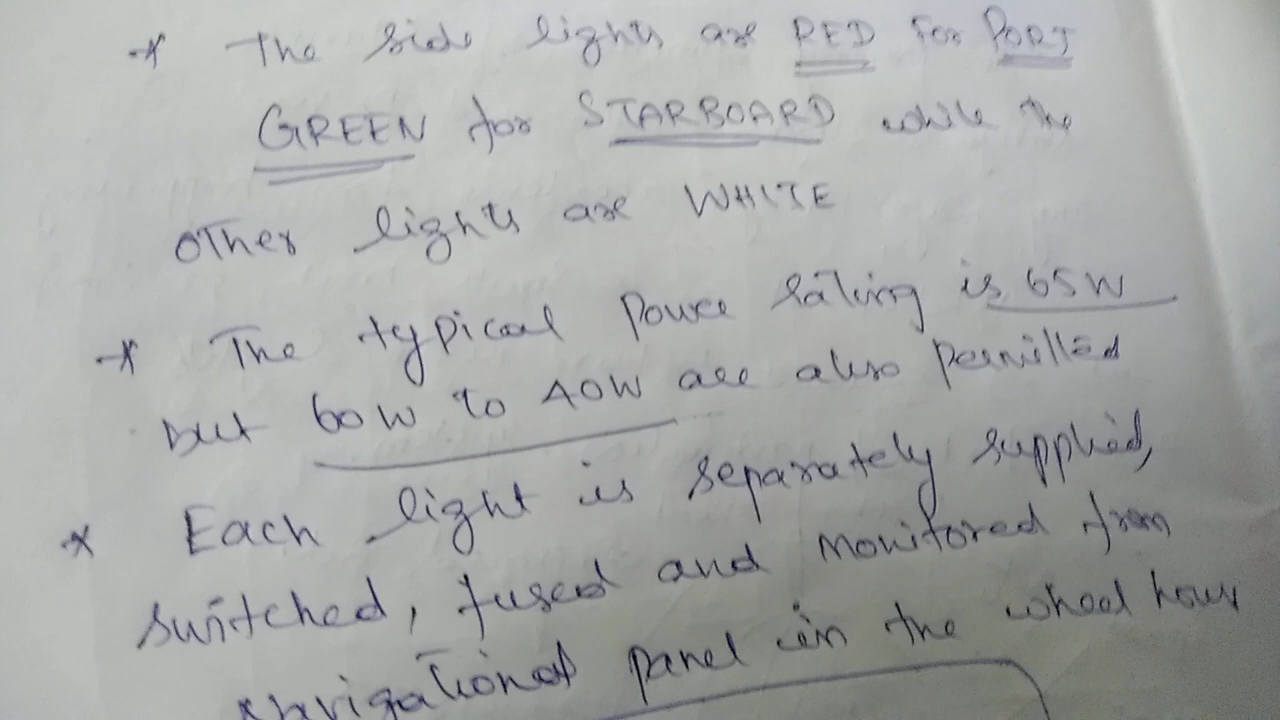 * The side lights are RED for PORT
GREEN for STARBOARD while the
other lights are WHITE
* The typical power rating is 65W
but 60W to 40W are also permitted
* Each light is separately supplied,
switched, fused and monitored from
Navigational panel in the wheel house